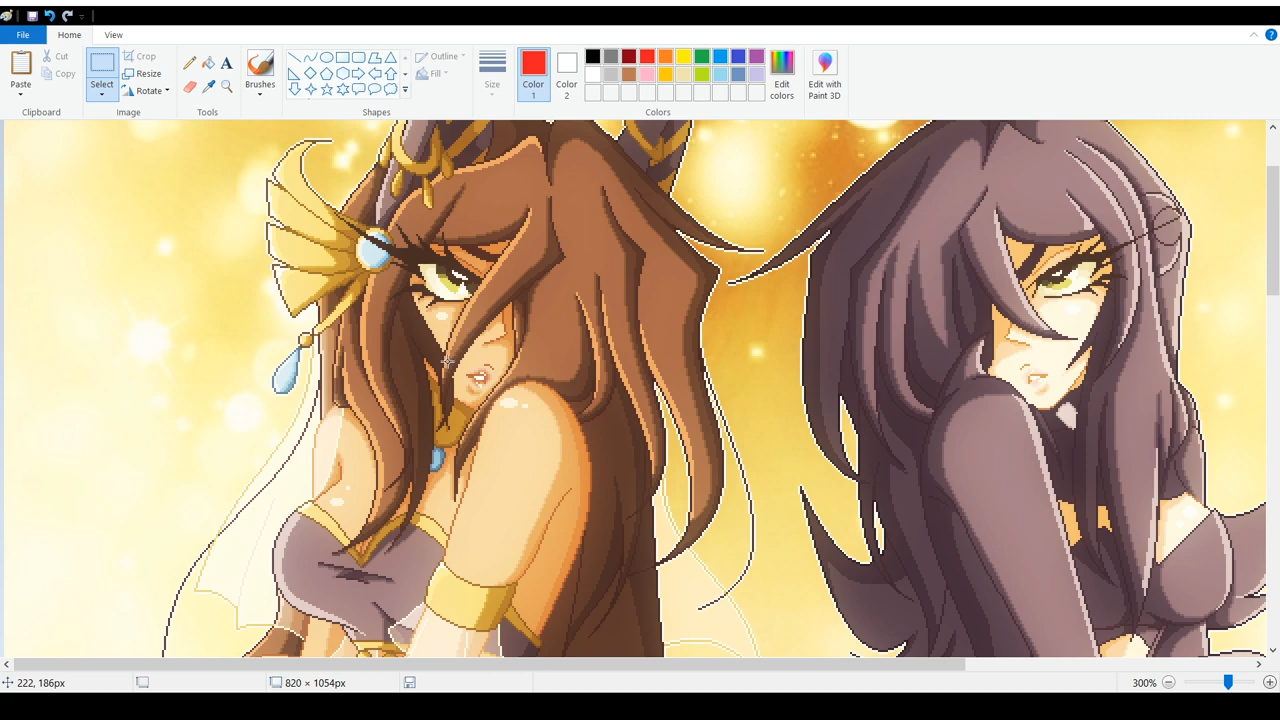 File Home View
Paste
Cut
Copy
Clipboard
Select
Crop
Resize
Rotate
Image
A
Tools
Brushes
Outline
Fill
Shapes
Size
Color 1
Color 2
Edit colors
Colors
Edit with Paint 3D
?
222, 186px
820 × 1054px
300%